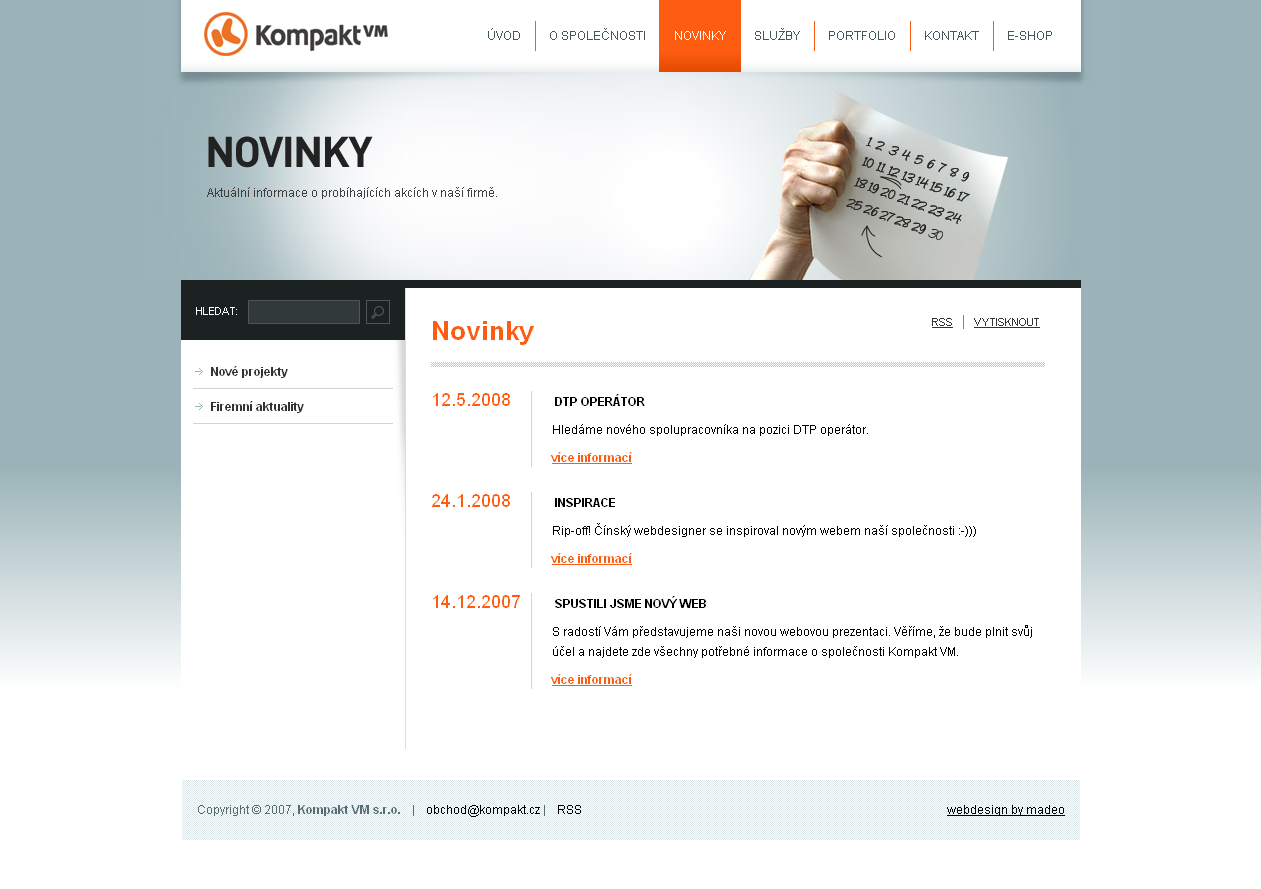 Kompakt VM
ÚVOD
O SPOLEČNOSTI
NOVINKY
SLUŽBY
PORTFOLIO
KONTAKT
E-SHOP
NOVINKY
Aktuální informace o probíhajících akcích v naší firmě.
1 2 3 4 5 6 7 8 9
10 11 12 13 14 15 16 17
18 19 20 21 22 23 24
25 26 27 28 29 30
HLEDAT:
Nové projekty
Firemní aktuality
Novinky
RSS
VYTISKNOUT
12.5.2008
DTP OPERÁTOR
Hledáme nového spolupracovníka na pozici DTP operátor.
více informací
24.1.2008
INSPIRACE
Rip-off! Čínský webdesigner se inspiroval novým webem naší společnosti :-)))
více informací
14.12.2007
SPUSTILI JSME NOVÝ WEB
S radostí Vám představujeme naši novou webovou prezentaci. Věříme, že bude plnit svůj
účel a najdete zde všechny potřebné informace o společnosti Kompakt VM.
více informací
Copyright © 2007, Kompakt VM s.r.o. | obchod@kompakt.cz | RSS
webdesign by madeo